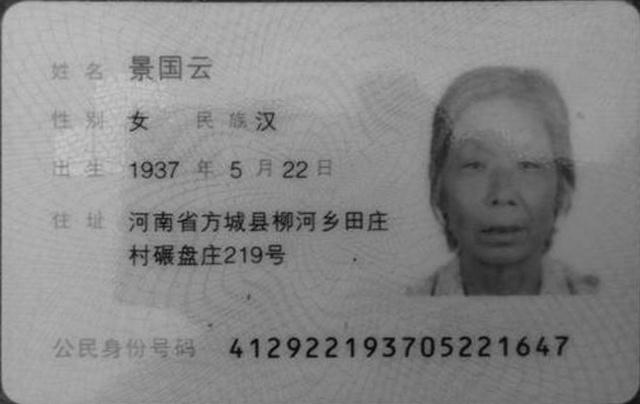 姓名 景国云
性别 女 民族 汉
出生 1937 年 5 月 22 日
住址 河南省方城县柳河乡田庄
村碾盘庄219号
公民身份号码 412922193705221647